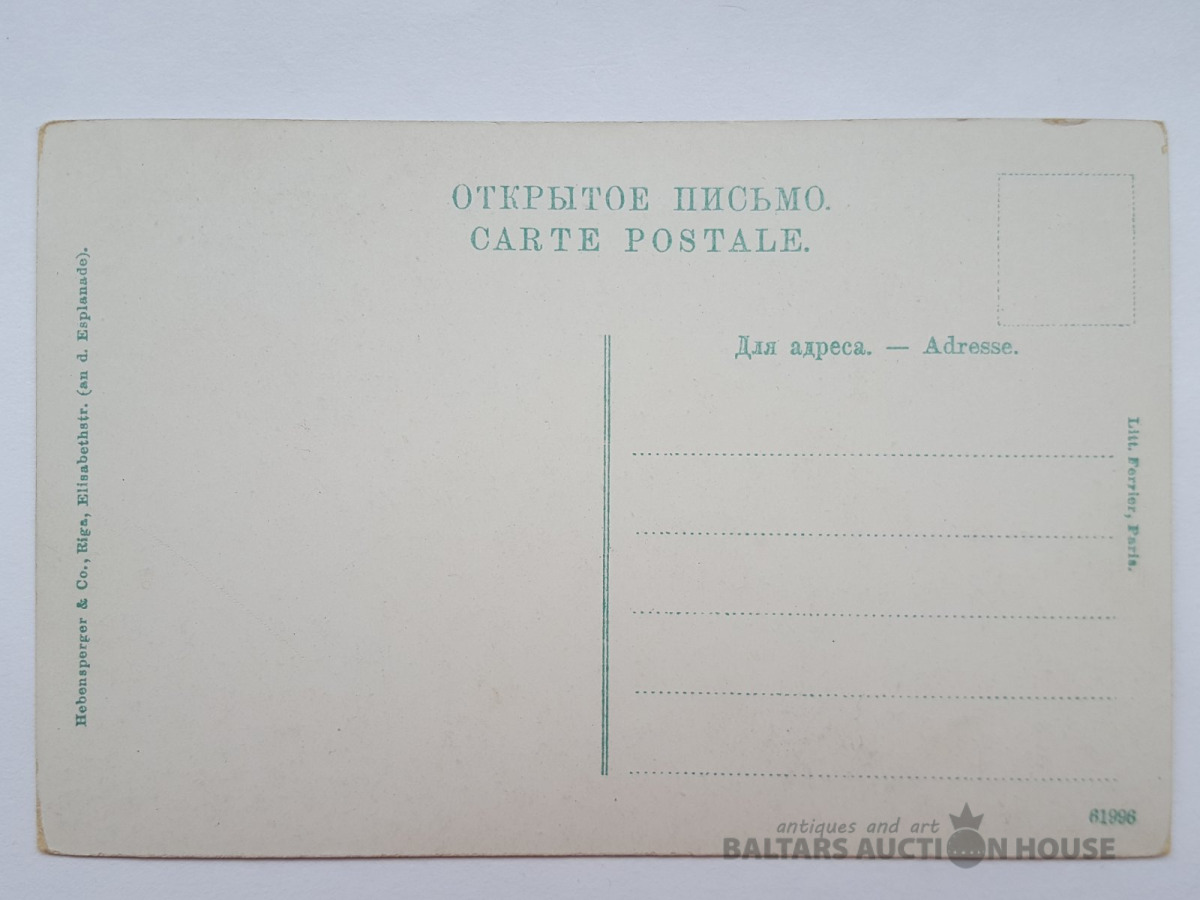 ОТКРЫТОЕ ПИСЬМО.
CARTE POSTALE.
Для адреса. — Adresse.
Hebensperger & Co., Riga, Elisabethstr. (an d. Esplanade).
Litt. Ferrier, Paris.
61996
antiques and art
BALTARS AUCTION HOUSE